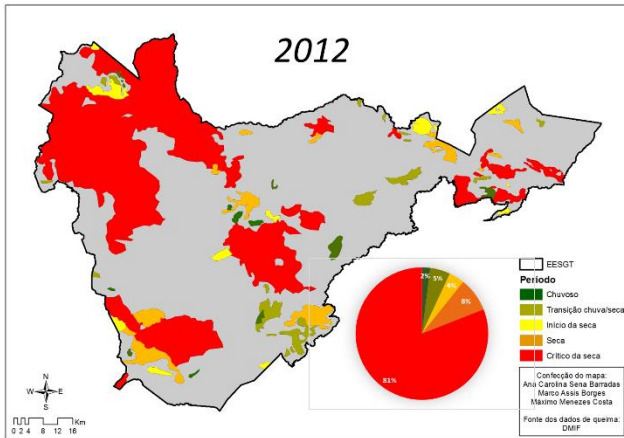 2012
EESGT
Período
Chuvoso
Transição chuva/seca
Início da seca
Seca
Crítico da seca
2%
5%
4%
8%
81%
N
W E
S
0 2 4 8 12 16
Km
Confecção do mapa:
Ana Carolina Sena Barradas
Marco Assis Borges
Máximo Menezes Costa
Fonte dos dados de queima:
DMIF